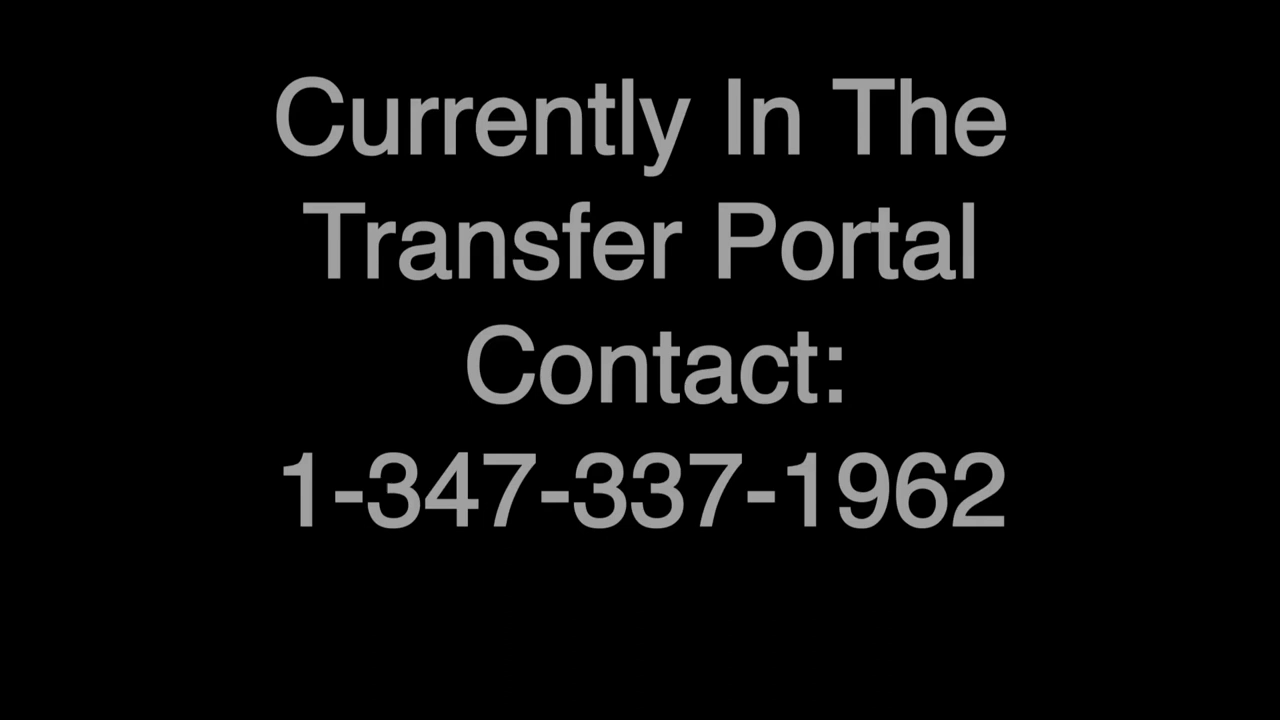 Currently In The
Transfer Portal
Contact:
1-347-337-1962